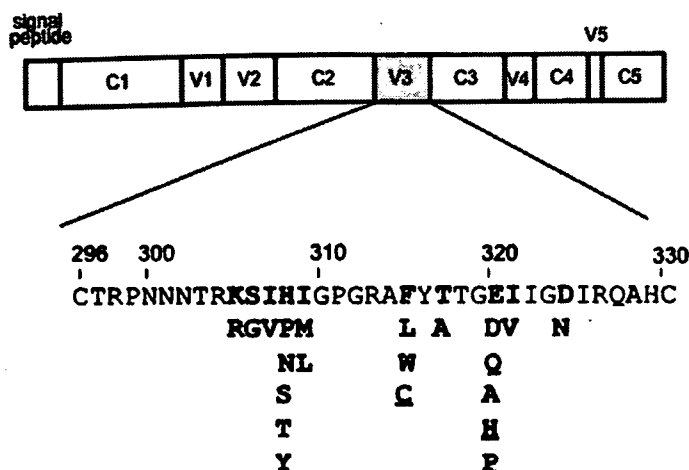 signal
peptide
V5
C1 V1 V2 C2 V3 C3 V4 C4 C5
296 300 310 320 330
CTRPNNNTRKSIHIGPGRAFYTTGEIIGDIRQAHC
RGVPM L A DV N
NL W Q
S C A
T H
Y P